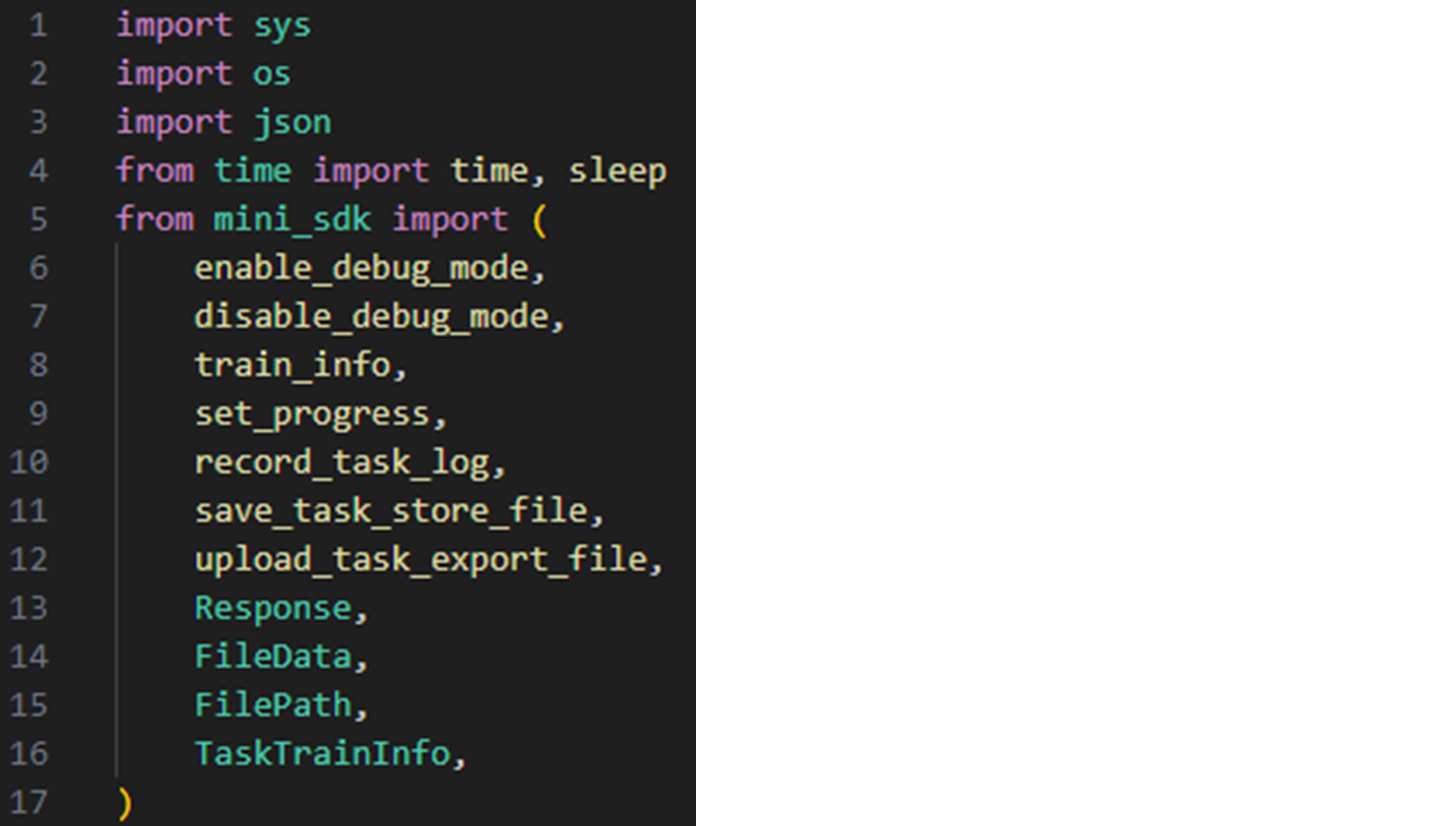 1 import sys
2 import os
3 import json
4 from time import time, sleep
5 from mini_sdk import (
6     enable_debug_mode,
7     disable_debug_mode,
8     train_info,
9     set_progress,
10     record_task_log,
11     save_task_store_file,
12     upload_task_export_file,
13     Response,
14     FileData,
15     FilePath,
16     TaskTrainInfo,
17 )